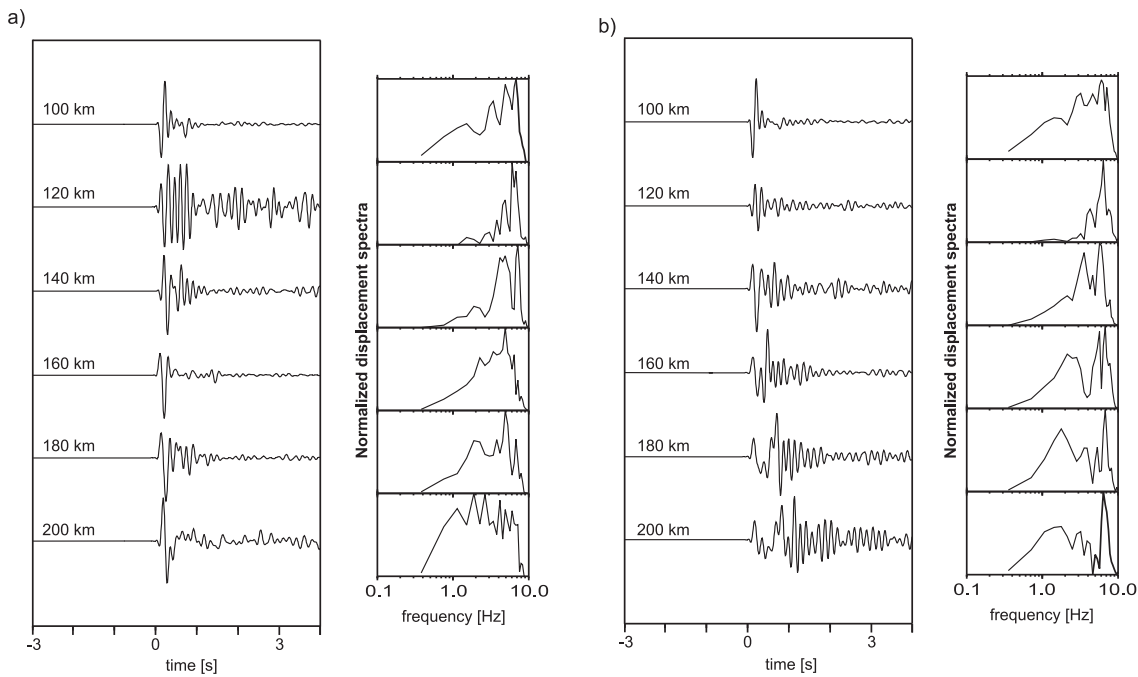 a)
100 km
120 km
140 km
160 km
180 km
200 km
-3 0 3
time [s]
Normalized displacement spectra
0.1 1.0 10.0
frequency [Hz]
b)
100 km
120 km
140 km
160 km
180 km
200 km
-3 0 3
time [s]
Normalized displacement spectra
0.1 1.0 10.0
frequency [Hz]